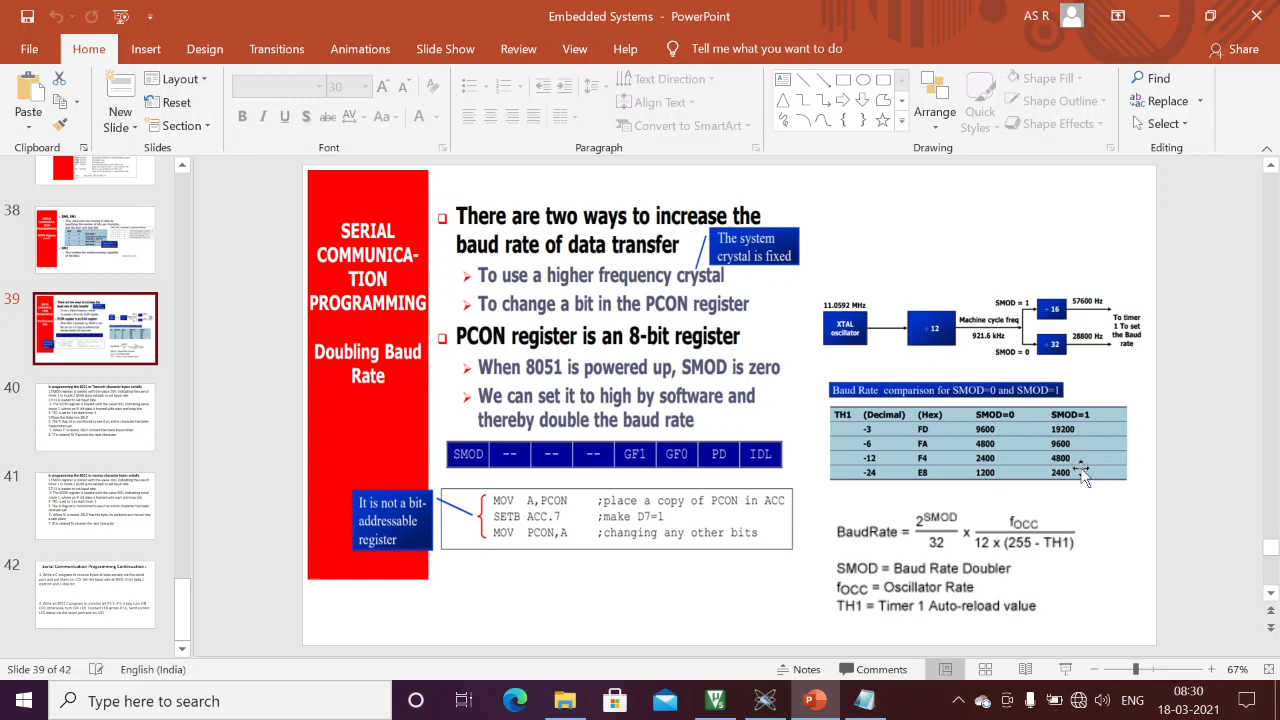 Embedded Systems - PowerPoint
AS R
File Home Insert Design Transitions Animations Slide Show Review View Help Tell me what you want to do Share
Paste
Clipboard
New Slide
Layout
Reset
Section
Slides
30
B I U S abc AV Aa A
Font
Text Direction
Align Text
Convert to SmartArt
Paragraph
Arrange
Quick Styles
Shape Fill
Shape Outline
Shape Effects
Drawing
Find
Replace
Select
Editing
38
39
40
41
42
Serial Communication Programming Continuation :
SERIAL
COMMUNICA-
TION
PROGRAMMING
Doubling Baud
Rate
There are two ways to increase the
baud rate of data transfer
The system
crystal is fixed
To use a higher frequency crystal
To change a bit in the PCON register
PCON register is an 8-bit register
When 8051 is powered up, SMOD is zero
We can set it to high by software and
thereby double the baud rate
SMOD -- -- -- GF1 GF0 PD IDL
It is not a bit-
addressable
register
MOV A,PCON ;place a copy of PCON in ACC
SETB ACC.7 ;make D7=1
MOV PCON,A ;changing any other bits
11.0592 MHz
XTAL
oscillator
÷ 12
Machine cycle freq
921.6 kHz
SMOD = 1
÷ 16
57600 Hz
SMOD = 0
÷ 32
28800 Hz
To timer
1 To set
the Baud
rate
Baud Rate comparison for SMOD=0 and SMOD=1
TH1 (Decimal) (Hex) SMOD=0 SMOD=1
-3 FD 9600 19200
-6 FA 4800 9600
-12 F4 2400 4800
-24 E8 1200 2400
BaudRate = 2^SMOD / 32 x fOCC / 12 x (255 - TH1)
SMOD = Baud Rate Doubler
fOCC = Oscillator Rate
TH1 = Timer 1 Auto-reload value
Slide 39 of 42 English (India) Notes Comments 67%
Type here to search
ENG
08:30
18-03-2021